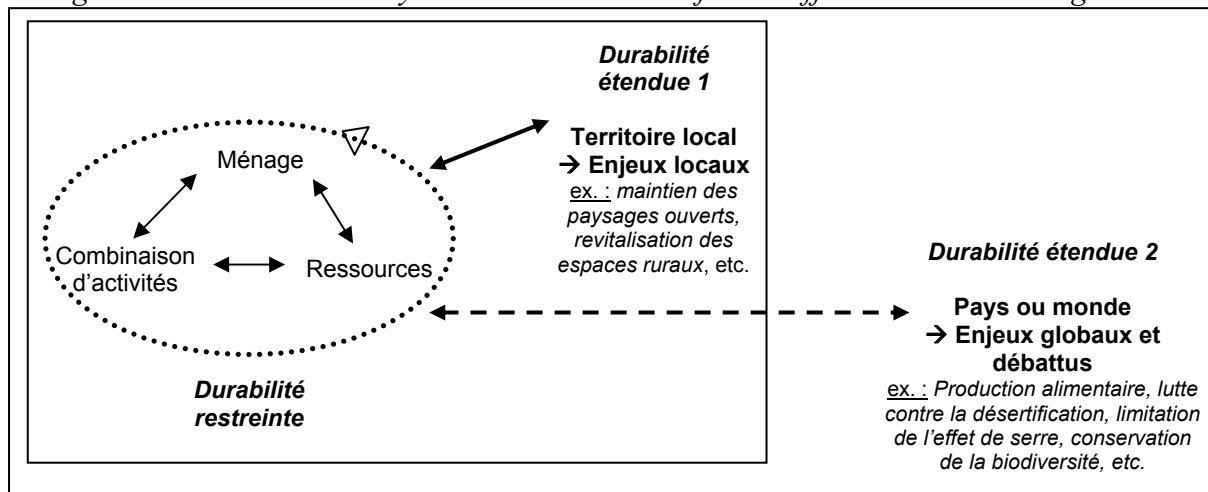 Durabilité
étendue 1
Territoire local
→ Enjeux locaux
ex. : maintien des
paysages ouverts,
revitalisation des
espaces ruraux, etc.
Ménage
Combinaison
d’activités
Ressources
Durabilité
restreinte
Durabilité étendue 2
Pays ou monde
→ Enjeux globaux et
débattus
ex. : Production alimentaire, lutte
contre la désertification, limitation
de l’effet de serre, conservation
de la biodiversité, etc.